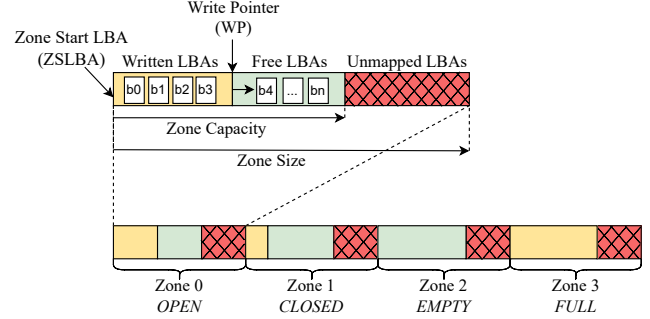 Write Pointer
(WP)
Zone Start LBA
(ZSLBA)
Written LBAs
Free LBAs
Unmapped LBAs
b0 b1 b2 b3 b4 ... bn
Zone Capacity
Zone Size
Zone 0 Zone 1 Zone 2 Zone 3
OPEN CLOSED EMPTY FULL